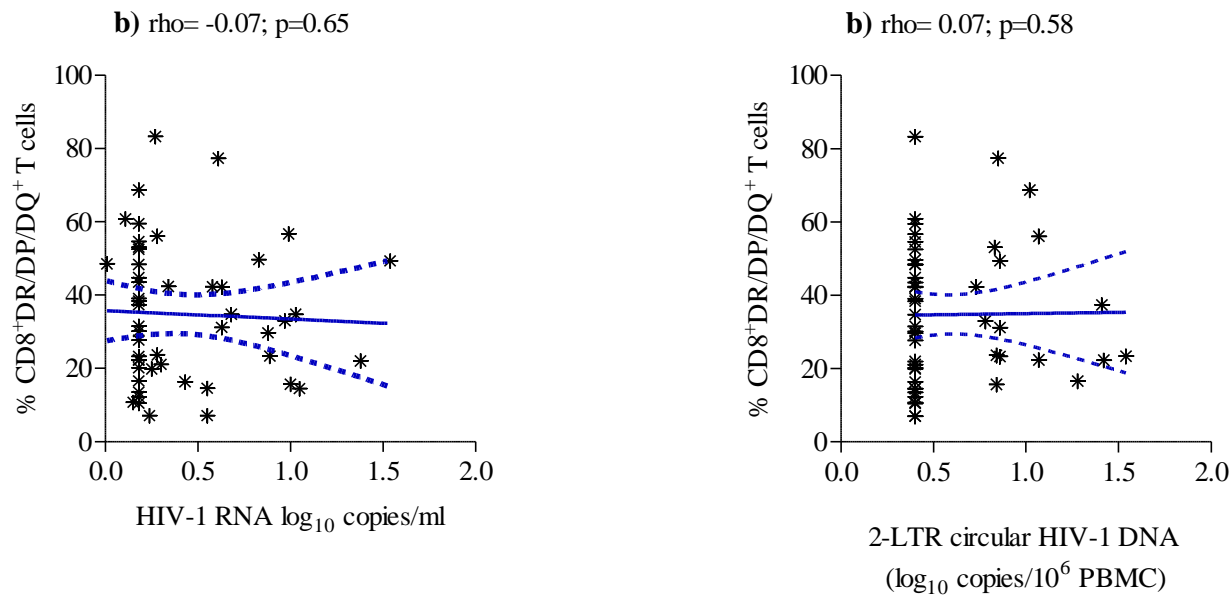 b) rho= -0.07; p=0.65
% CD8⁺DR/DP/DQ⁺ T cells
100
80
60
40
20
0
0.0 0.5 1.0 1.5 2.0
HIV-1 RNA log₁₀ copies/ml
b) rho= 0.07; p=0.58
% CD8⁺DR/DP/DQ⁺ T cells
100
80
60
40
20
0
0.0 0.5 1.0 1.5 2.0
2-LTR circular HIV-1 DNA
(log₁₀ copies/10⁶ PBMC)